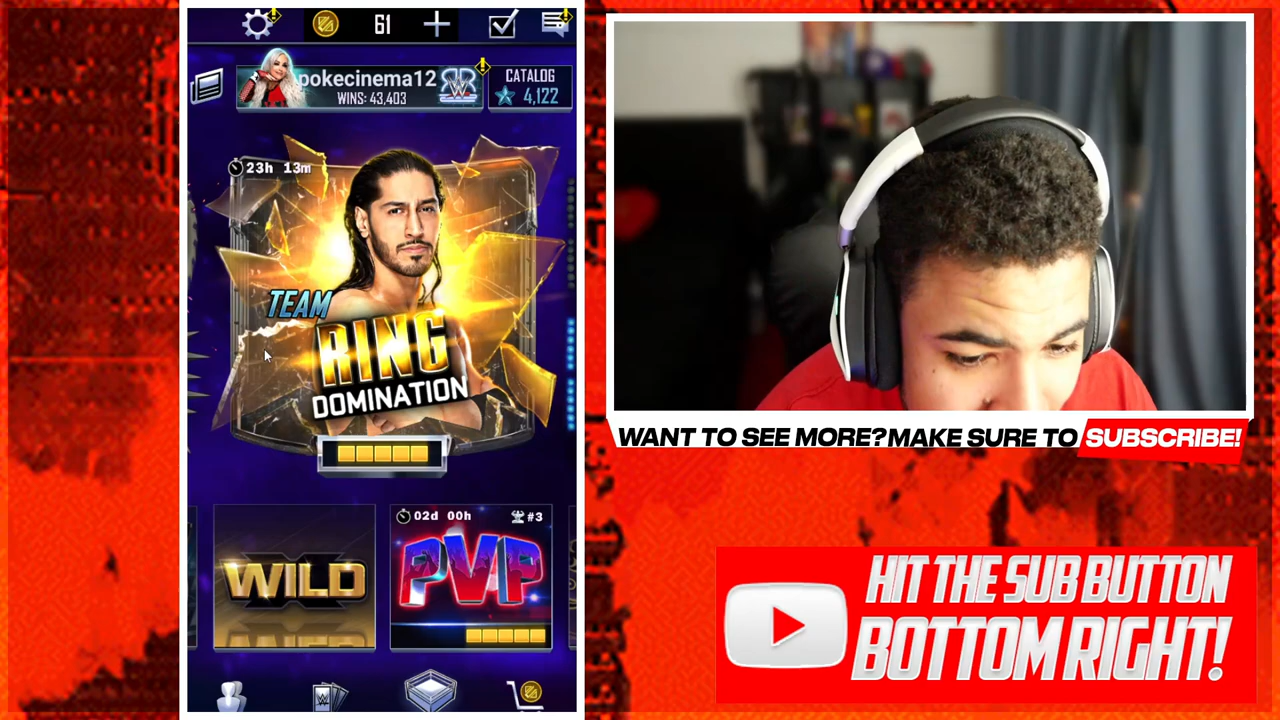 61
pokecinema12
WINS: 43,403
CATALOG
4,122
23h 13m
TEAM
RING
DOMINATION
WILD
02d 00h
#3
PVP
WANT TO SEE MORE? MAKE SURE TO SUBSCRIBE!
HIT THE SUB BUTTON
BOTTOM RIGHT!